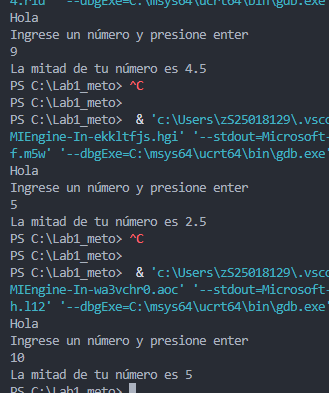 4.rid' '--dbgExe=C:\msys64\ucrt64\bin\gdb.exe'
Hola
Ingrese un número y presione enter
9
La mitad de tu número es 4.5
PS C:\Lab1_meto> ^C
PS C:\Lab1_meto>
PS C:\Lab1_meto>  & 'c:\Users\zS25018129\.vsco
MIEngine-In-ekkltfjs.hgi' '--stdout=Microsoft-
f.m5w' '--dbgExe=C:\msys64\ucrt64\bin\gdb.exe'
Hola
Ingrese un número y presione enter
5
La mitad de tu número es 2.5
PS C:\Lab1_meto> ^C
PS C:\Lab1_meto>
PS C:\Lab1_meto>  & 'c:\Users\zS25018129\.vsco
MIEngine-In-wa3vchr0.aoc' '--stdout=Microsoft-
h.l12' '--dbgExe=C:\msys64\ucrt64\bin\gdb.exe'
Hola
Ingrese un número y presione enter
10
La mitad de tu número es 5
PS C:\Lab1_meto>